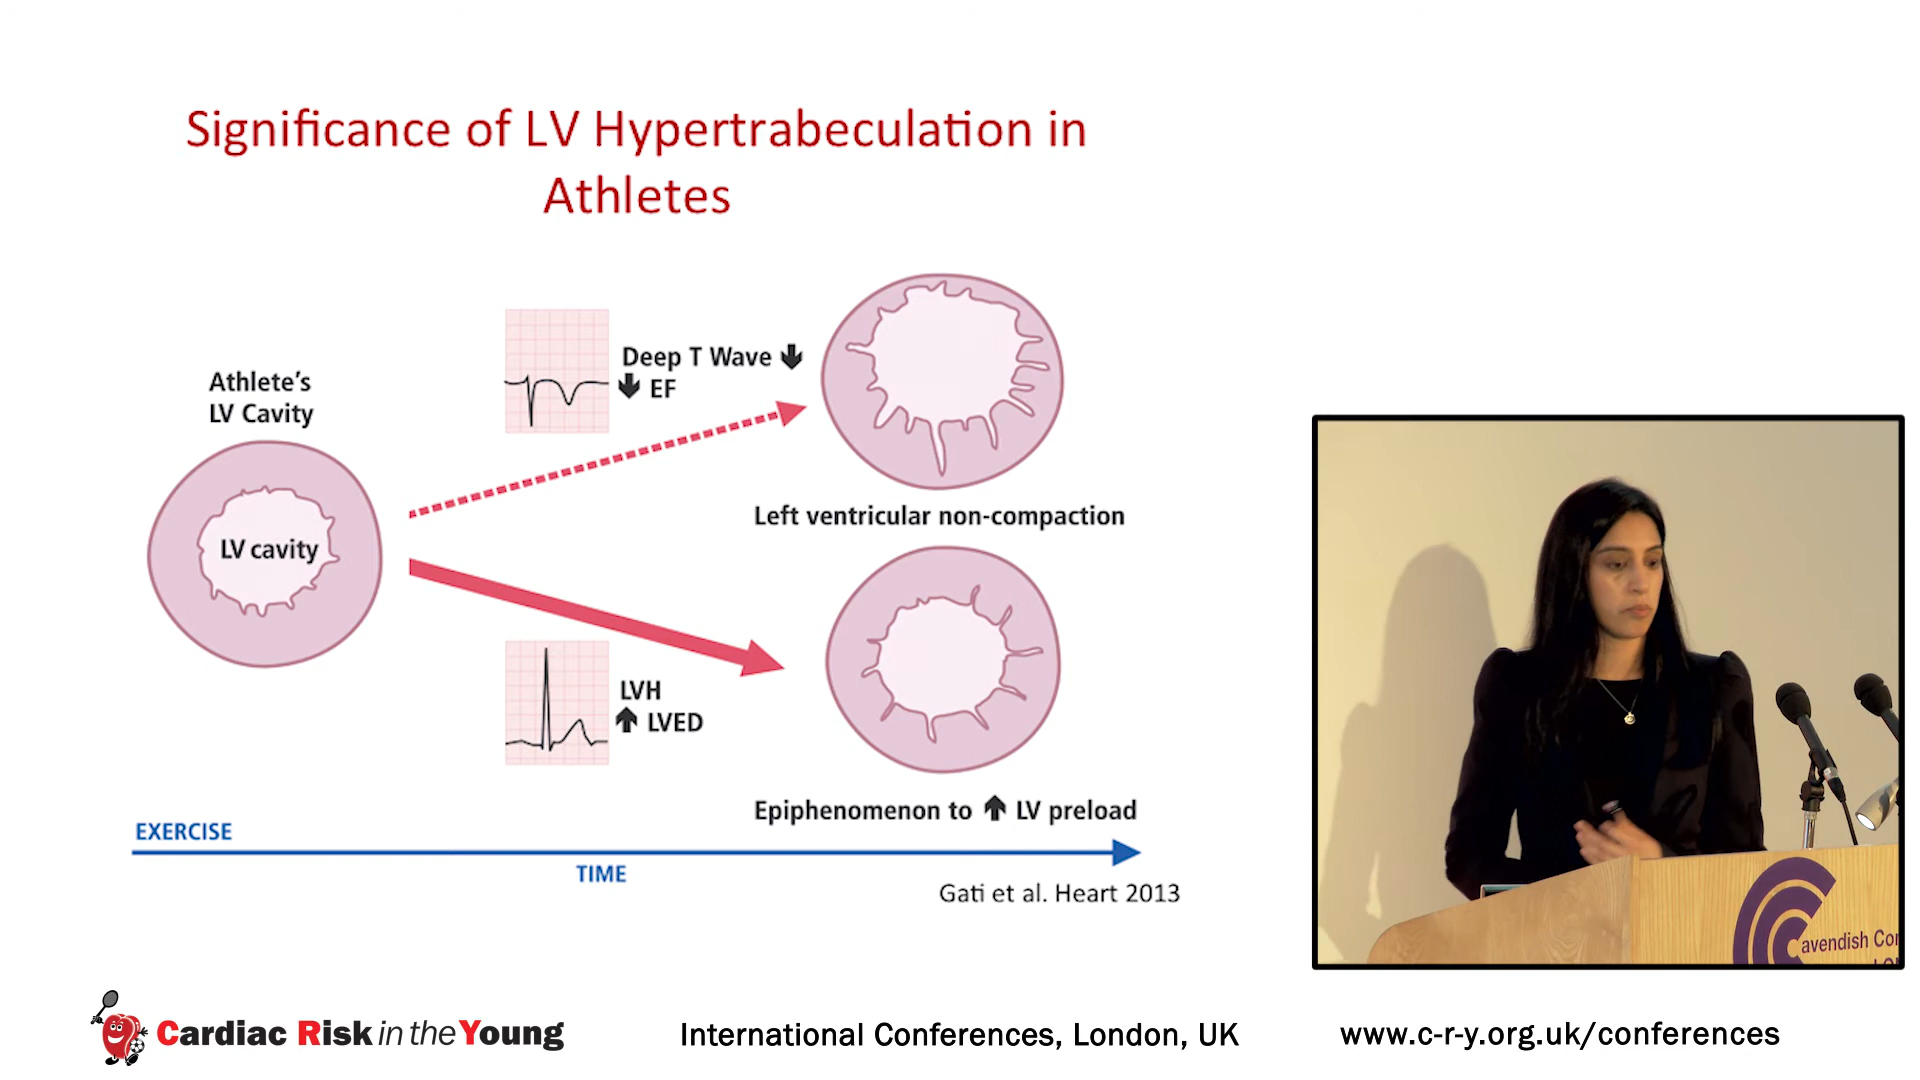 Significance of LV Hypertrabeculation in
Athletes
Athlete's
LV Cavity
LV cavity
Deep T Wave ↓
↓ EF
Left ventricular non-compaction
LVH
↑ LVED
Epiphenomenon to ↑ LV preload
EXERCISE
TIME
Gati et al. Heart 2013
avendish Con
Cardiac Risk in the Young
International Conferences, London, UK
www.c-r-y.org.uk/conferences